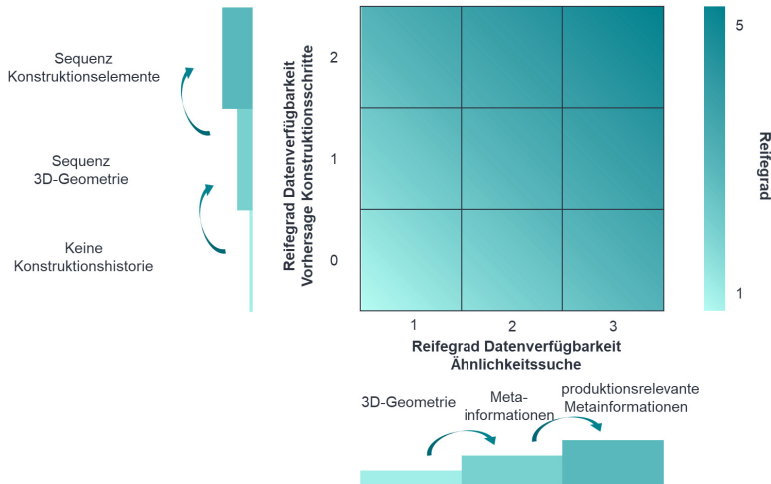 Sequenz
Konstruktionselemente
Sequenz
3D-Geometrie
Keine
Konstruktionshistorie
Reifegrad Datenverfügbarkeit
Vorhersage Konstruktionsschritte
2
1
0
1
2
3
Reifegrad Datenverfügbarkeit
Ähnlichkeitssuche
5
1
Reifegrad
3D-Geometrie
Meta-
informationen
produktionsrelevante
Metainformationen